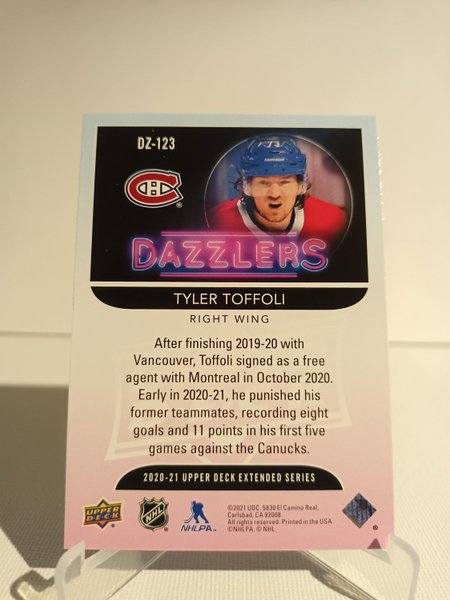 DZ-123
DAZZLERS
TYLER TOFFOLI
RIGHT WING
After finishing 2019-20 with
Vancouver, Toffoli signed as a free
agent with Montreal in October 2020.
Early in 2020-21, he punished his
former teammates, recording eight
goals and 11 points in his first five
games against the Canucks.
2020-21 UPPER DECK EXTENDED SERIES
UPPER DECK
NHL
NHLPA
©2021 UDC. 5830 El Camino Real,
Carlsbad, CA 92008.
All rights reserved. Printed in the USA.
©NHLPA. © NHL.